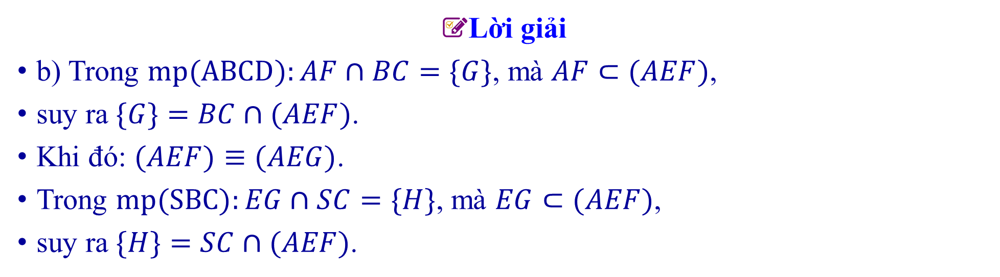 Lời giải
• b) Trong mp(ABCD): AF ∩ BC = {G}, mà AF ⊂ (AEF),
• suy ra {G} = BC ∩ (AEF).
• Khi đó: (AEF) ≡ (AEG).
• Trong mp(SBC): EG ∩ SC = {H}, mà EG ⊂ (AEF),
• suy ra {H} = SC ∩ (AEF).